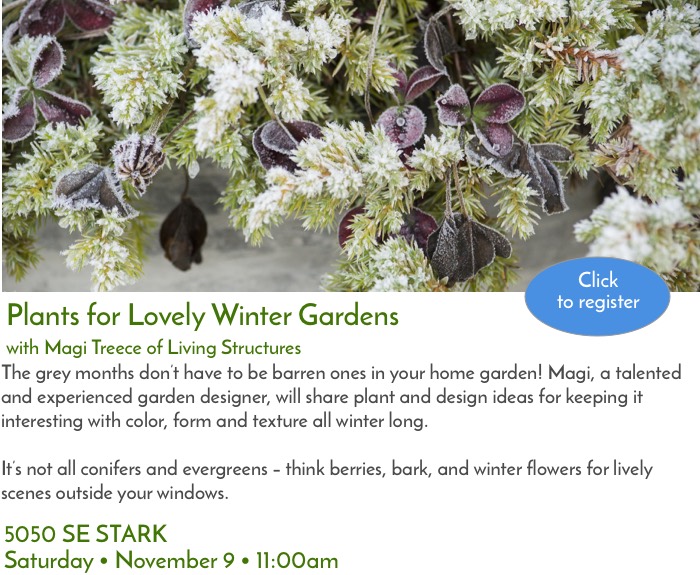 Click
to register
Plants for Lovely Winter Gardens
with Magi Treece of Living Structures
The grey months don't have to be barren ones in your home garden! Magi, a talented
and experienced garden designer, will share plant and design ideas for keeping it
interesting with color, form and texture all winter long.
It's not all conifers and evergreens – think berries, bark, and winter flowers for lively
scenes outside your windows.
5050 SE STARK
Saturday • November 9 • 11:00am